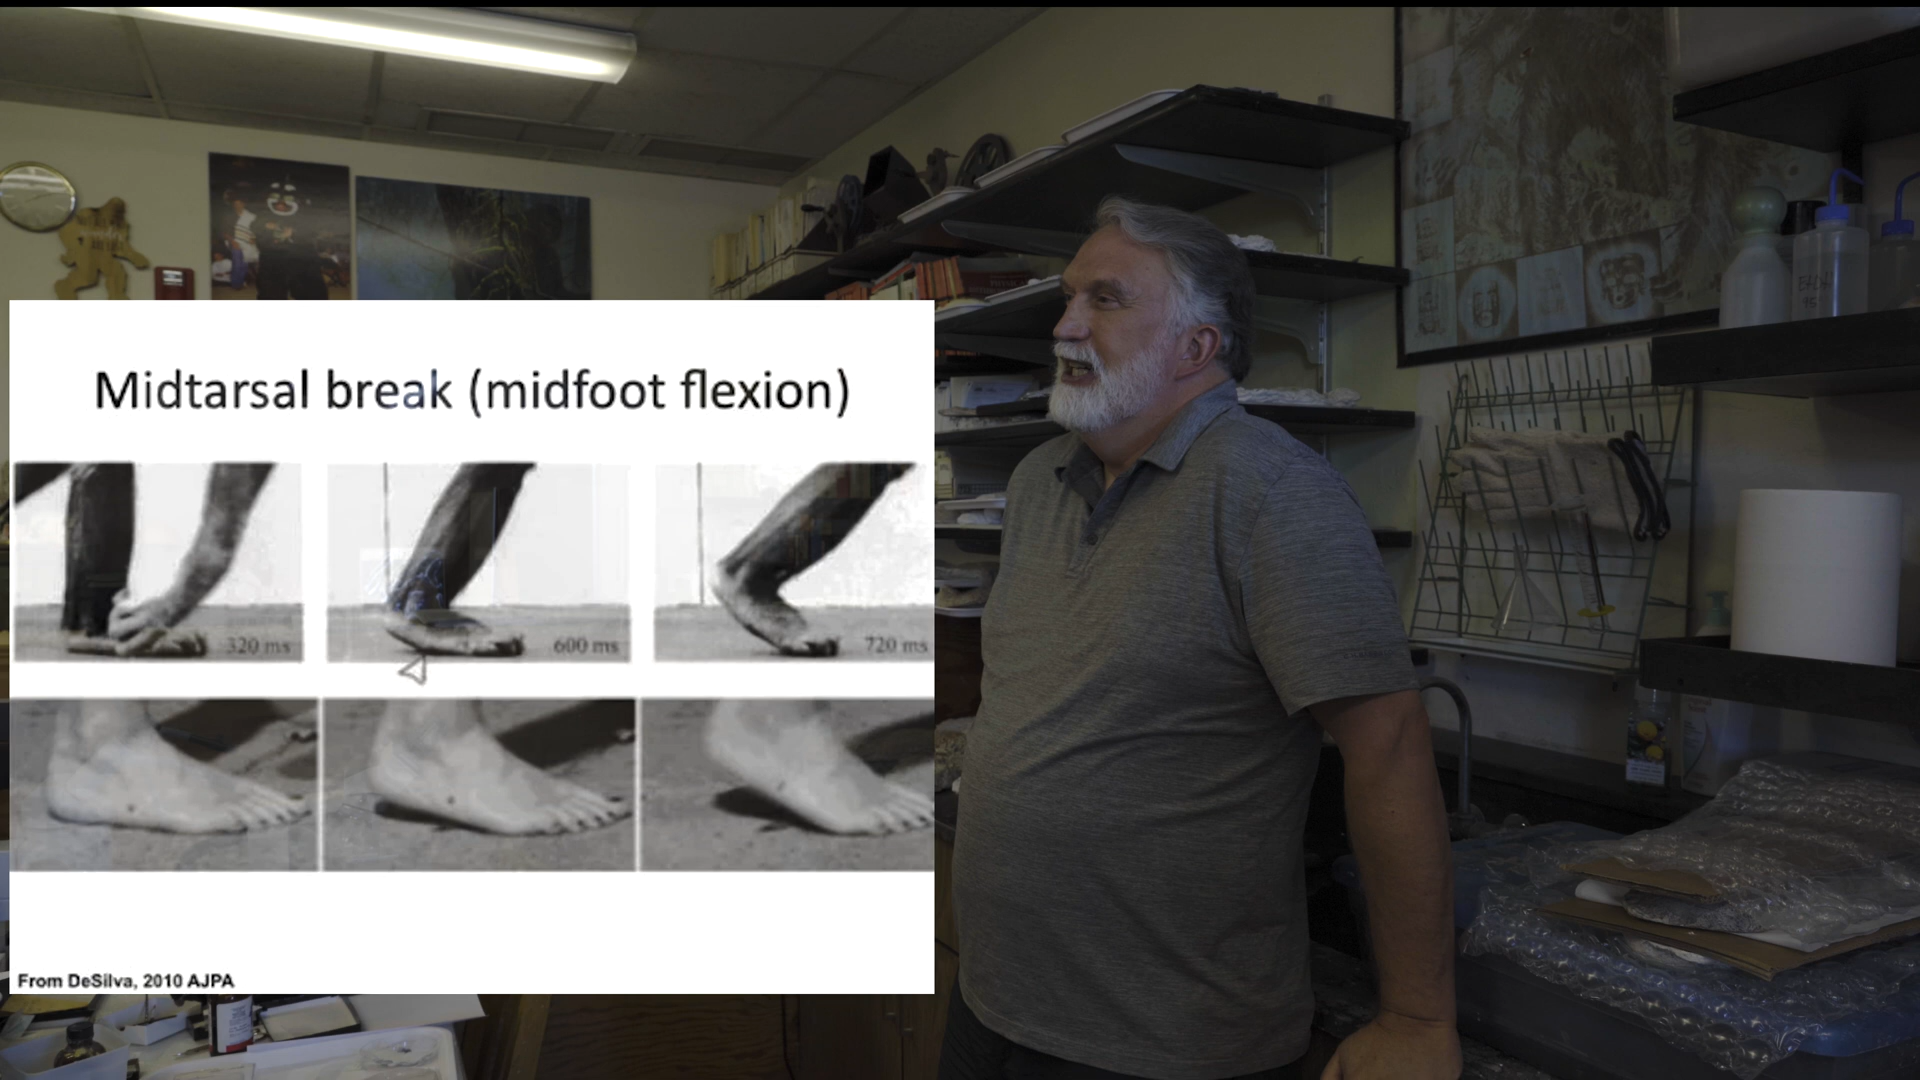 Midtarsal break (midfoot flexion)
320 ms
600 ms
720 ms
From DeSilva, 2010 AJPA